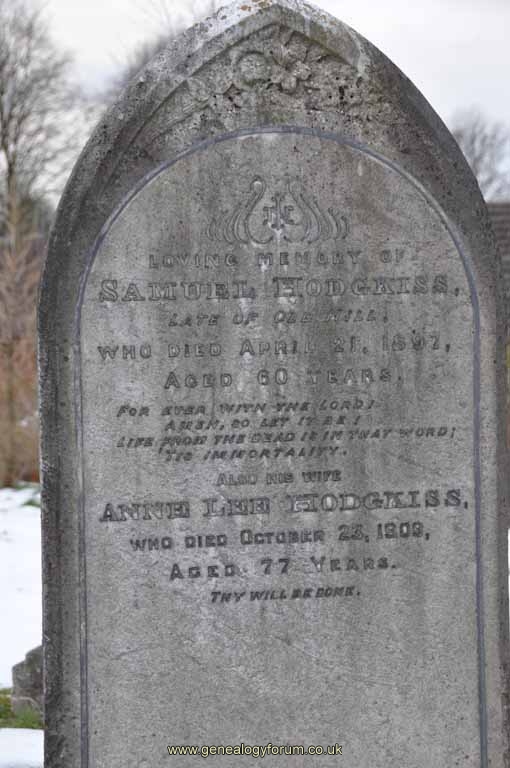 IN LOVING MEMORY OF
SAMUEL HODGKISS,
LATE OF OLD HILL,
WHO DIED APRIL 21, 1897,
AGED 60 YEARS.
FOR EVER WITH THE LORD!
AMEN, SO LET IT BE!
LIFE FROM THE DEAD IS IN THAT WORD;
'TIS IMMORTALITY.
ALSO HIS WIFE
ANNE LEE HODGKISS,
WHO DIED OCTOBER 23, 1909,
AGED 77 YEARS.
THY WILL BE DONE.
www.genealogyforum.co.uk